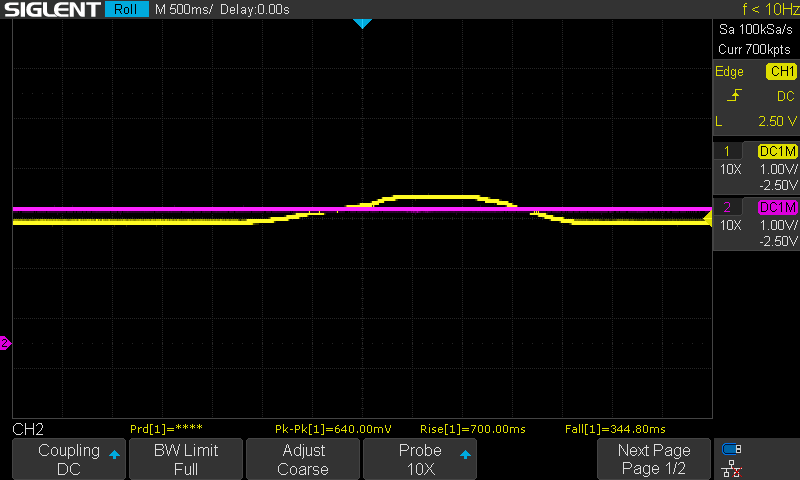 SIGLENT Roll M 500ms/ Delay:0.00s f < 10Hz
Sa 100kSa/s
Curr 700kpts
Edge CH1
DC
L 2.50 V
1 DC1M
10X 1.00V/
-2.50V
2 DC1M
10X 1.00V/
-2.50V
2
CH2 Prd[1]=**** Pk-Pk[1]=640.00mV Rise[1]=700.00ms Fall[1]=344.80ms
Coupling BW Limit Adjust Probe Next Page
DC Full Coarse 10X Page 1/2